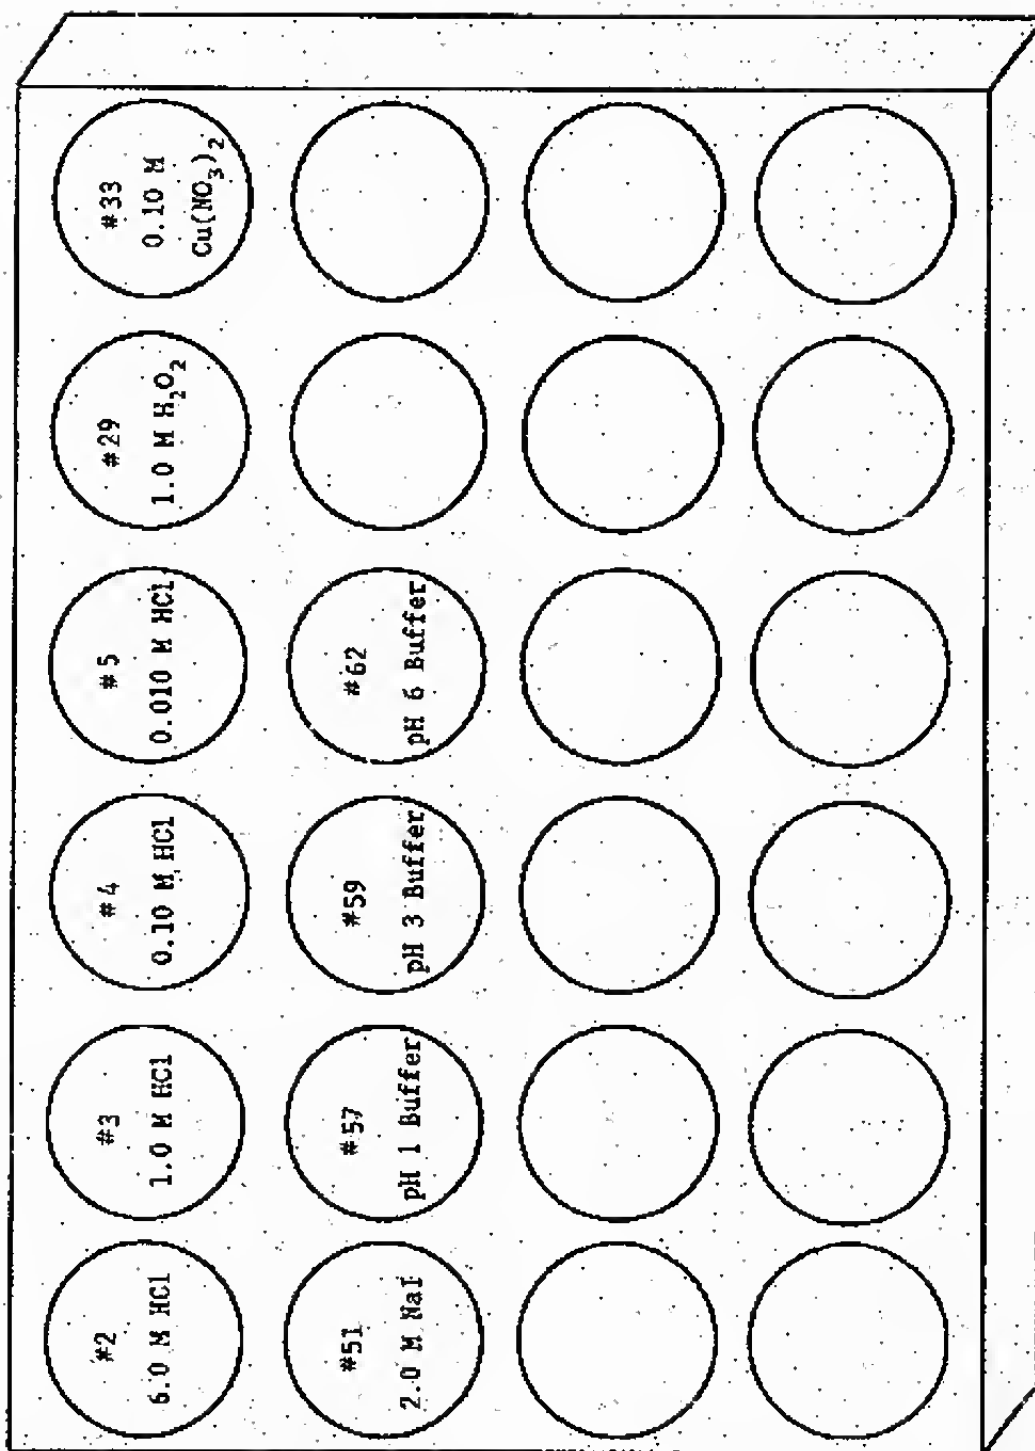 #2
6.0 M HCl
#3
1.0 M HCl
#4
0.10 M HCl
#5
0.010 M HCl
#29
1.0 M H₂O₂
#33
0.10 M
Cu(NO₃)₂
#51
2.0 M NaI
#57
pH 1 Buffer
#59
pH 3 Buffer
#62
pH 6 Buffer